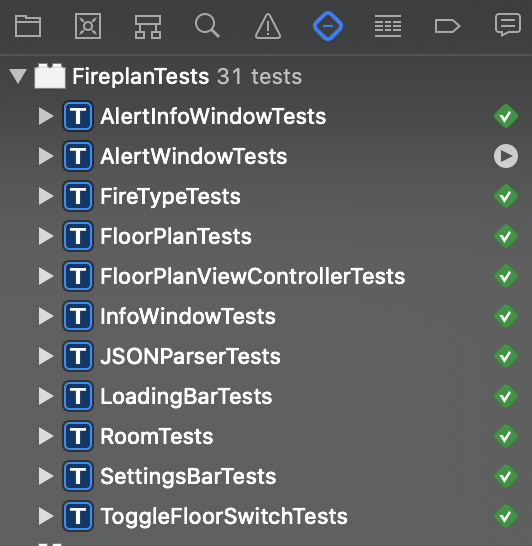 FireplanTests 31 tests
T AlertInfoWindowTests
T AlertWindowTests
T FireTypeTests
T FloorPlanTests
T FloorPlanViewControllerTests
T InfoWindowTests
T JSONParserTests
T LoadingBarTests
T RoomTests
T SettingsBarTests
T ToggleFloorSwitchTests